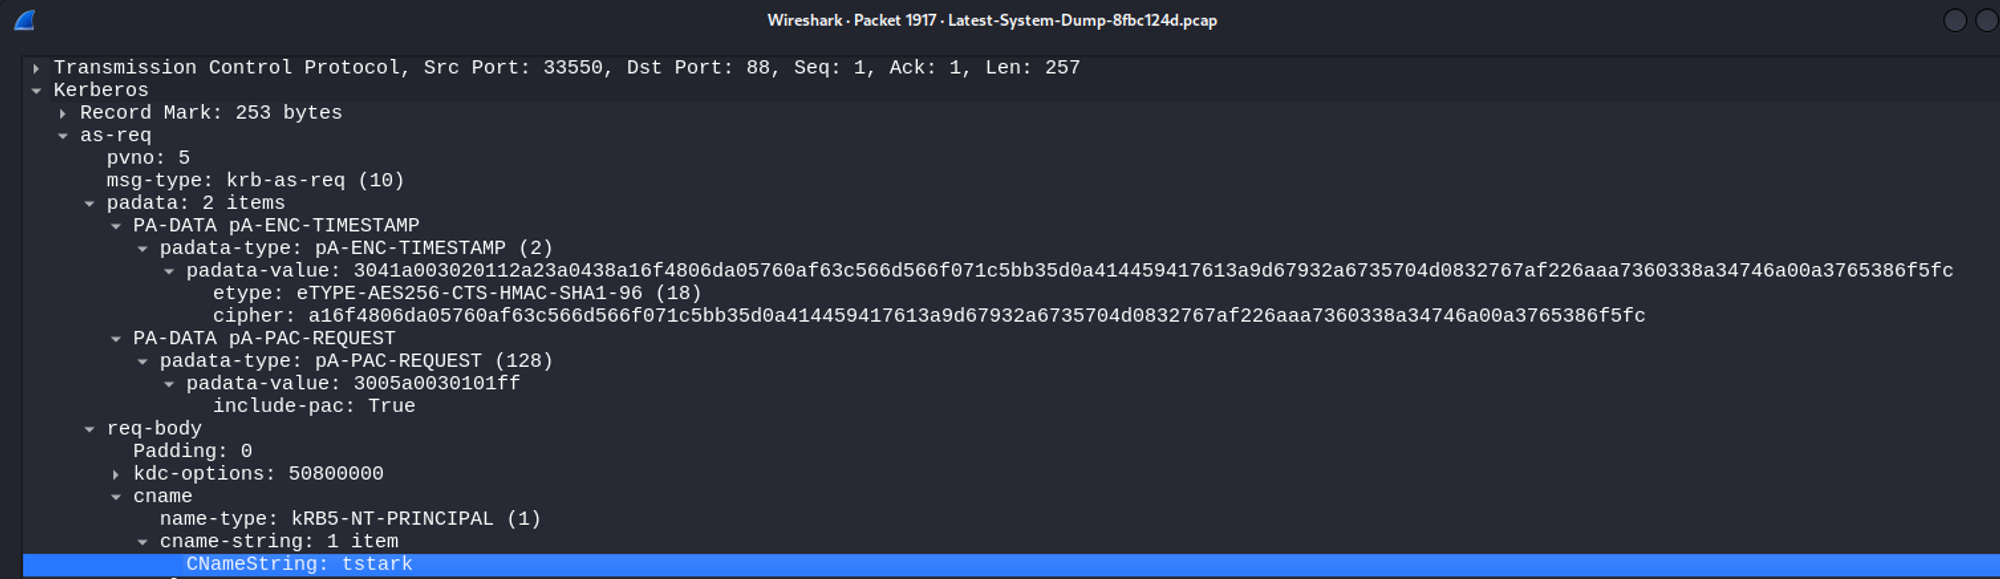 Wireshark · Packet 1917 · Latest-System-Dump-8fbc124d.pcap
Transmission Control Protocol, Src Port: 33550, Dst Port: 88, Seq: 1, Ack: 1, Len: 257
Kerberos
Record Mark: 253 bytes
as-req
pvno: 5
msg-type: krb-as-req (10)
padata: 2 items
PA-DATA pA-ENC-TIMESTAMP
padata-type: pA-ENC-TIMESTAMP (2)
padata-value: 3041a003020112a23a0438a16f4806da05760af63c566d566f071c5bb35d0a414459417613a9d67932a6735704d0832767af226aaa7360338a34746a00a3765386f5fc
etype: eTYPE-AES256-CTS-HMAC-SHA1-96 (18)
cipher: a16f4806da05760af63c566d566f071c5bb35d0a414459417613a9d67932a6735704d0832767af226aaa7360338a34746a00a3765386f5fc
PA-DATA pA-PAC-REQUEST
padata-type: pA-PAC-REQUEST (128)
padata-value: 3005a0030101ff
include-pac: True
req-body
Padding: 0
kdc-options: 50800000
cname
name-type: kRB5-NT-PRINCIPAL (1)
cname-string: 1 item
CNameString: tstark